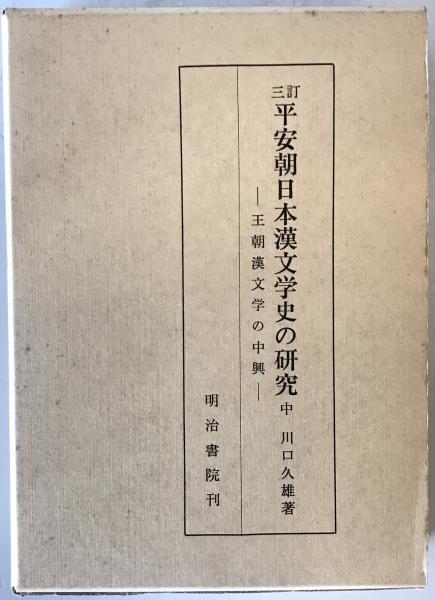 三訂 平安朝日本漢文学史の研究 中 川口久雄著
―王朝漢文学の中興―
明治書院刊